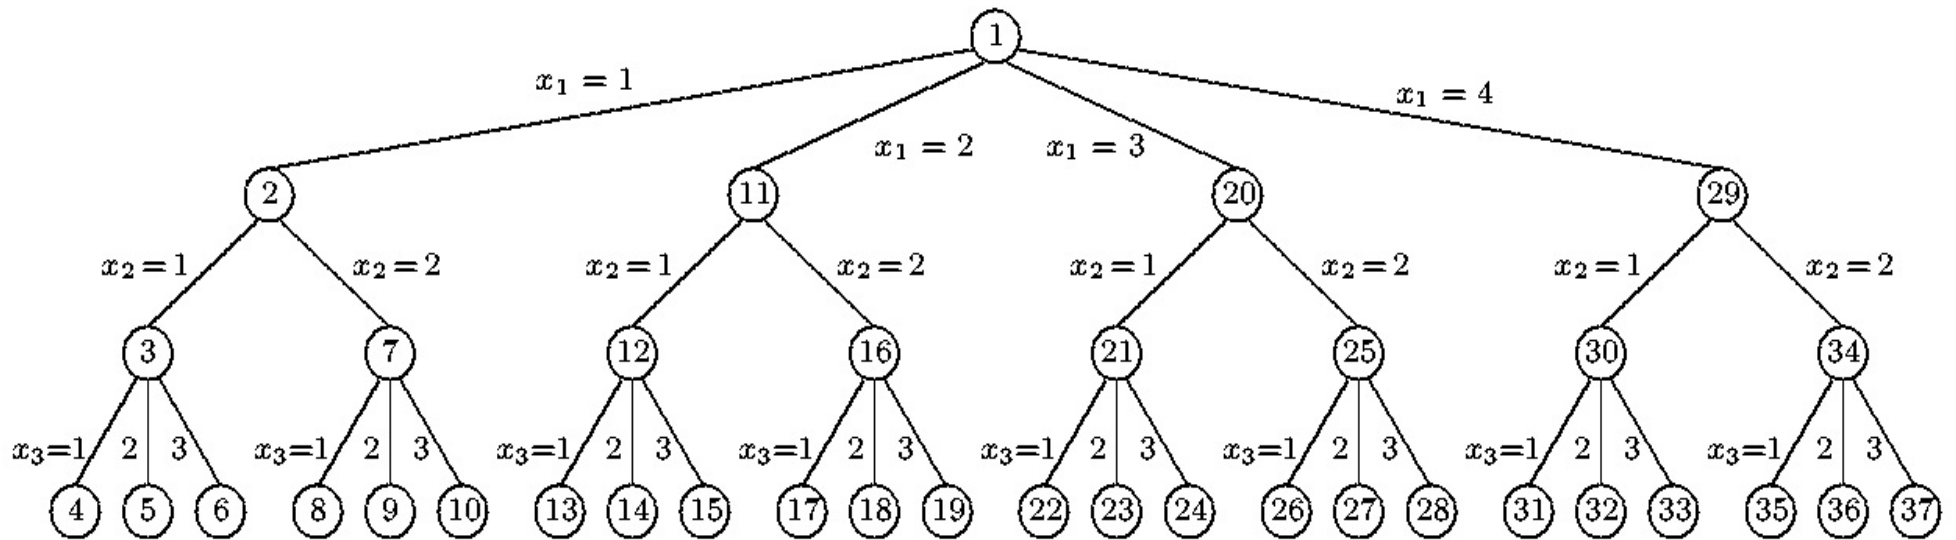 1
x₁ = 1
x₁ = 4
x₁ = 2
x₁ = 3
2
11
20
29
x₂ = 1
x₂ = 2
x₂ = 1
x₂ = 2
x₂ = 1
x₂ = 2
x₂ = 1
x₂ = 2
3
7
12
16
21
25
30
34
x₃=1 2 3
x₃=1 2 3
x₃=1 2 3
x₃=1 2 3
x₃=1 2 3
x₃=1 2 3
x₃=1 2 3
x₃=1 2 3
4
5
6
8
9
10
13
14
15
17
18
19
22
23
24
26
27
28
31
32
33
35
36
37